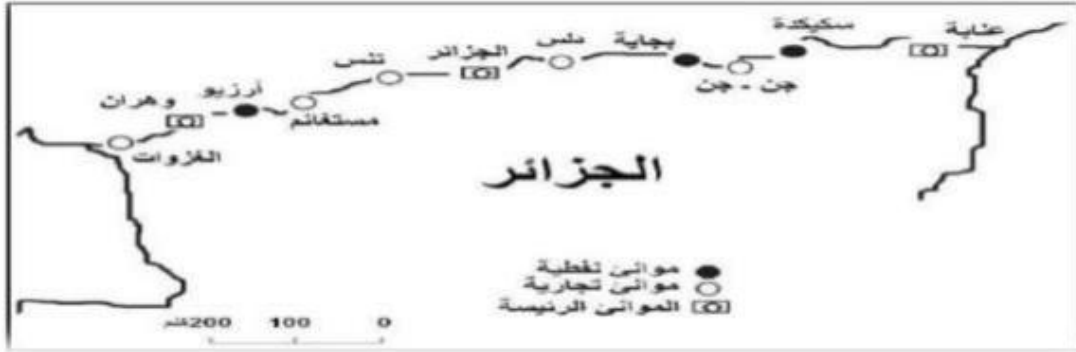 سكيكدة
عنابة
بجاية
دلس
الجزائر
تنس
أرزيو
وهران
جن - جن
مستغانم
الغزوات
الجزائر
موانئ نفطية
موانئ تجارية
الموانئ الرئيسة
0 100 200كلم